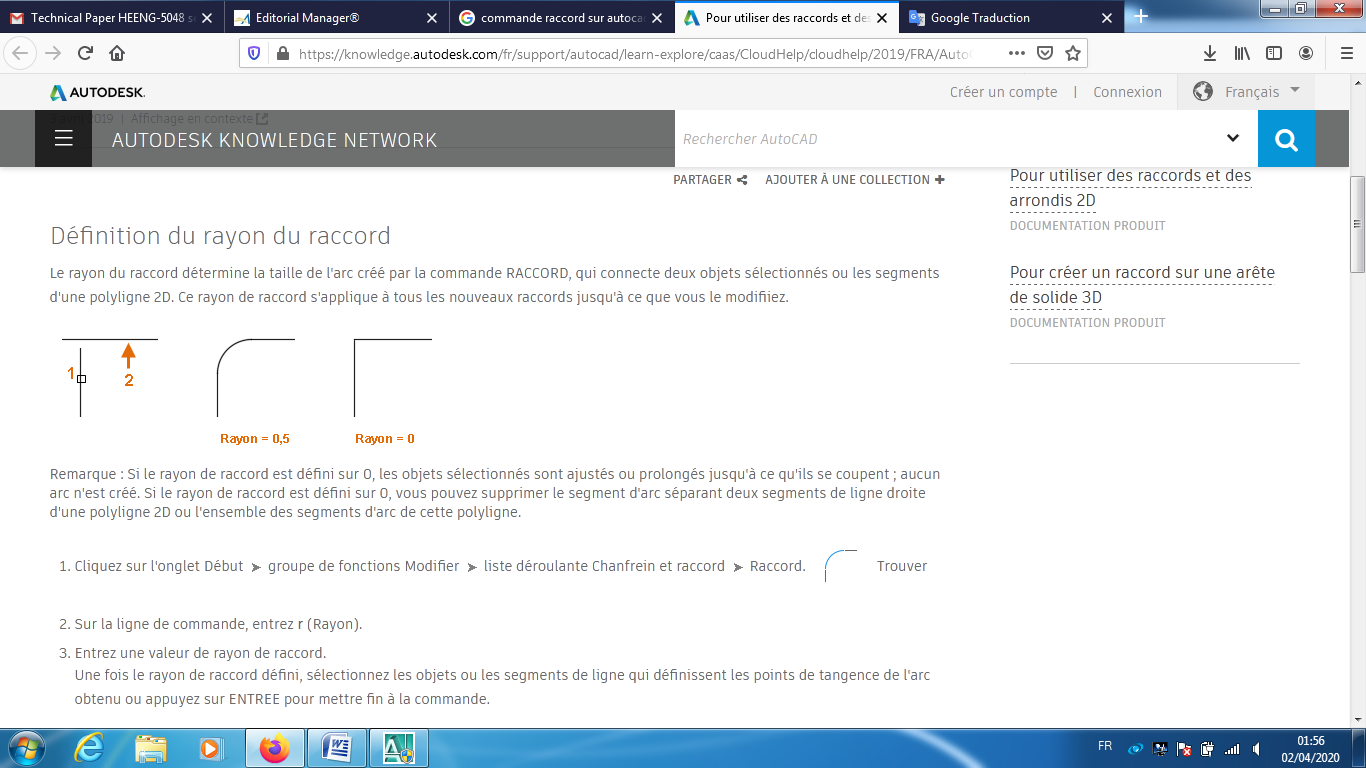 Technical Paper HEENG-5048 s
Editorial Manager®
commande raccord sur autoca
Pour utiliser des raccords et des
Google Traduction
https://knowledge.autodesk.com/fr/support/autocad/learn-explore/caas/CloudHelp/cloudhelp/2019/FRA/Auto
AUTODESK.
Créer un compte | Connexion Français
avril 2019 | Affichage en contexte
AUTODESK KNOWLEDGE NETWORK
Rechercher AutoCAD
PARTAGER AJOUTER À UNE COLLECTION
Pour utiliser des raccords et des
arrondis 2D
DOCUMENTATION PRODUIT
Pour créer un raccord sur une arête
de solide 3D
DOCUMENTATION PRODUIT
Définition du rayon du raccord
Le rayon du raccord détermine la taille de l'arc créé par la commande RACCORD, qui connecte deux objets sélectionnés ou les segments
d'une polyligne 2D. Ce rayon de raccord s'applique à tous les nouveaux raccords jusqu'à ce que vous le modifiiez.
1
2
Rayon = 0,5
Rayon = 0
Remarque : Si le rayon de raccord est défini sur 0, les objets sélectionnés sont ajustés ou prolongés jusqu'à ce qu'ils se coupent ; aucun
arc n'est créé. Si le rayon de raccord est défini sur 0, vous pouvez supprimer le segment d'arc séparant deux segments de ligne droite
d'une polyligne 2D ou l'ensemble des segments d'arc de cette polyligne.
1. Cliquez sur l'onglet Début ➤ groupe de fonctions Modifier ➤ liste déroulante Chanfrein et raccord ➤ Raccord. Trouver
2. Sur la ligne de commande, entrez r (Rayon).
3. Entrez une valeur de rayon de raccord.
Une fois le rayon de raccord défini, sélectionnez les objets ou les segments de ligne qui définissent les points de tangence de l'arc
obtenu ou appuyez sur ENTREE pour mettre fin à la commande.
FR
01:56
02/04/2020